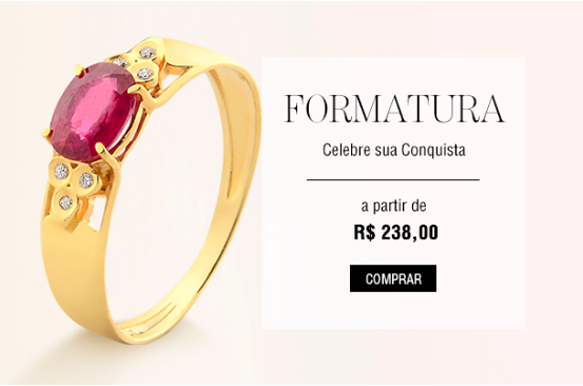 FORMATURA
Celebre sua Conquista
a partir de
R$ 238,00
COMPRAR